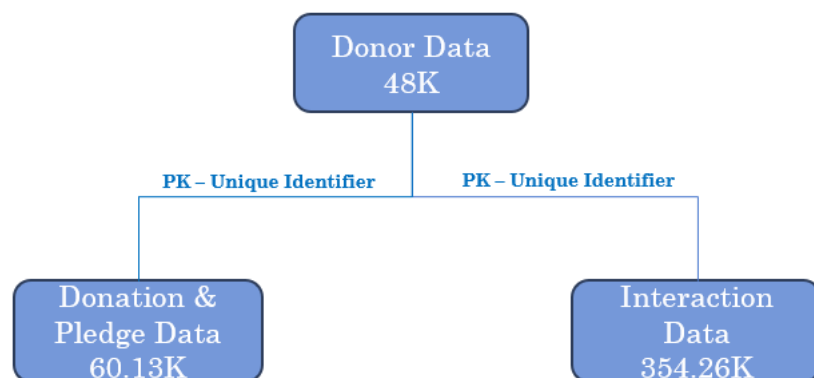 Donor Data
48K
PK – Unique Identifier
PK – Unique Identifier
Donation &
Pledge Data
60.13K
Interaction
Data
354.26K